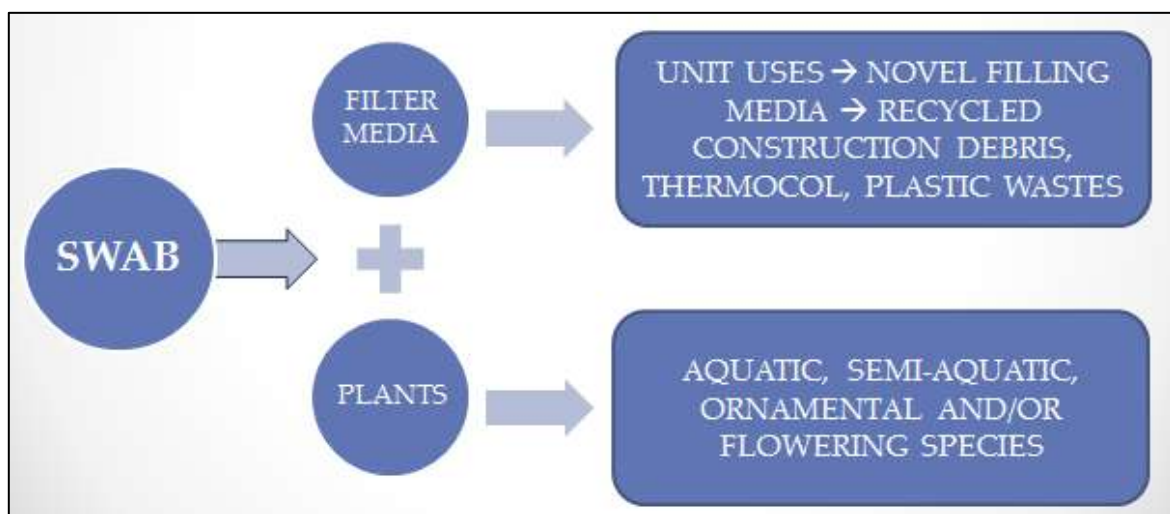 SWAB
FILTER
MEDIA
UNIT USES → NOVEL FILLING
MEDIA → RECYCLED
CONSTRUCTION DEBRIS,
THERMOCOL, PLASTIC WASTES
PLANTS
AQUATIC, SEMI-AQUATIC,
ORNAMENTAL AND/OR
FLOWERING SPECIES